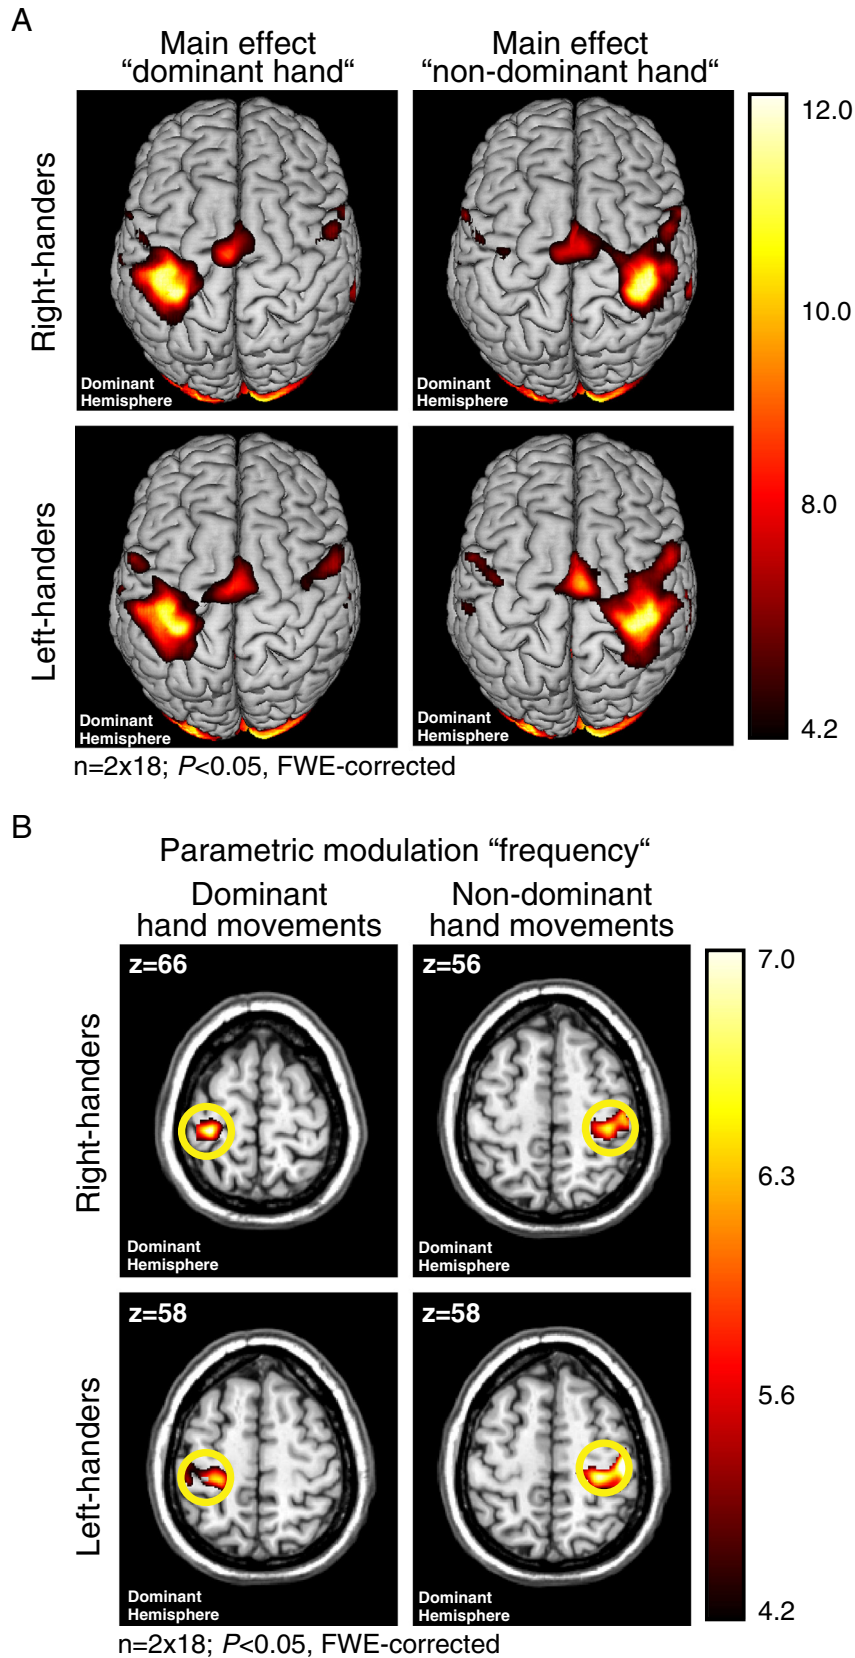 A
Main effect
“dominant hand“
Main effect
“non-dominant hand“
Right-handers
Dominant
Hemisphere
Dominant
Hemisphere
12.0
10.0
8.0
4.2
Left-handers
Dominant
Hemisphere
Dominant
Hemisphere
n=2x18; P<0.05, FWE-corrected
B
Parametric modulation “frequency“
Dominant
hand movements
Non-dominant
hand movements
Right-handers
z=66
Dominant
Hemisphere
z=56
Dominant
Hemisphere
7.0
6.3
5.6
4.2
Left-handers
z=58
Dominant
Hemisphere
z=58
Dominant
Hemisphere
n=2x18; P<0.05, FWE-corrected